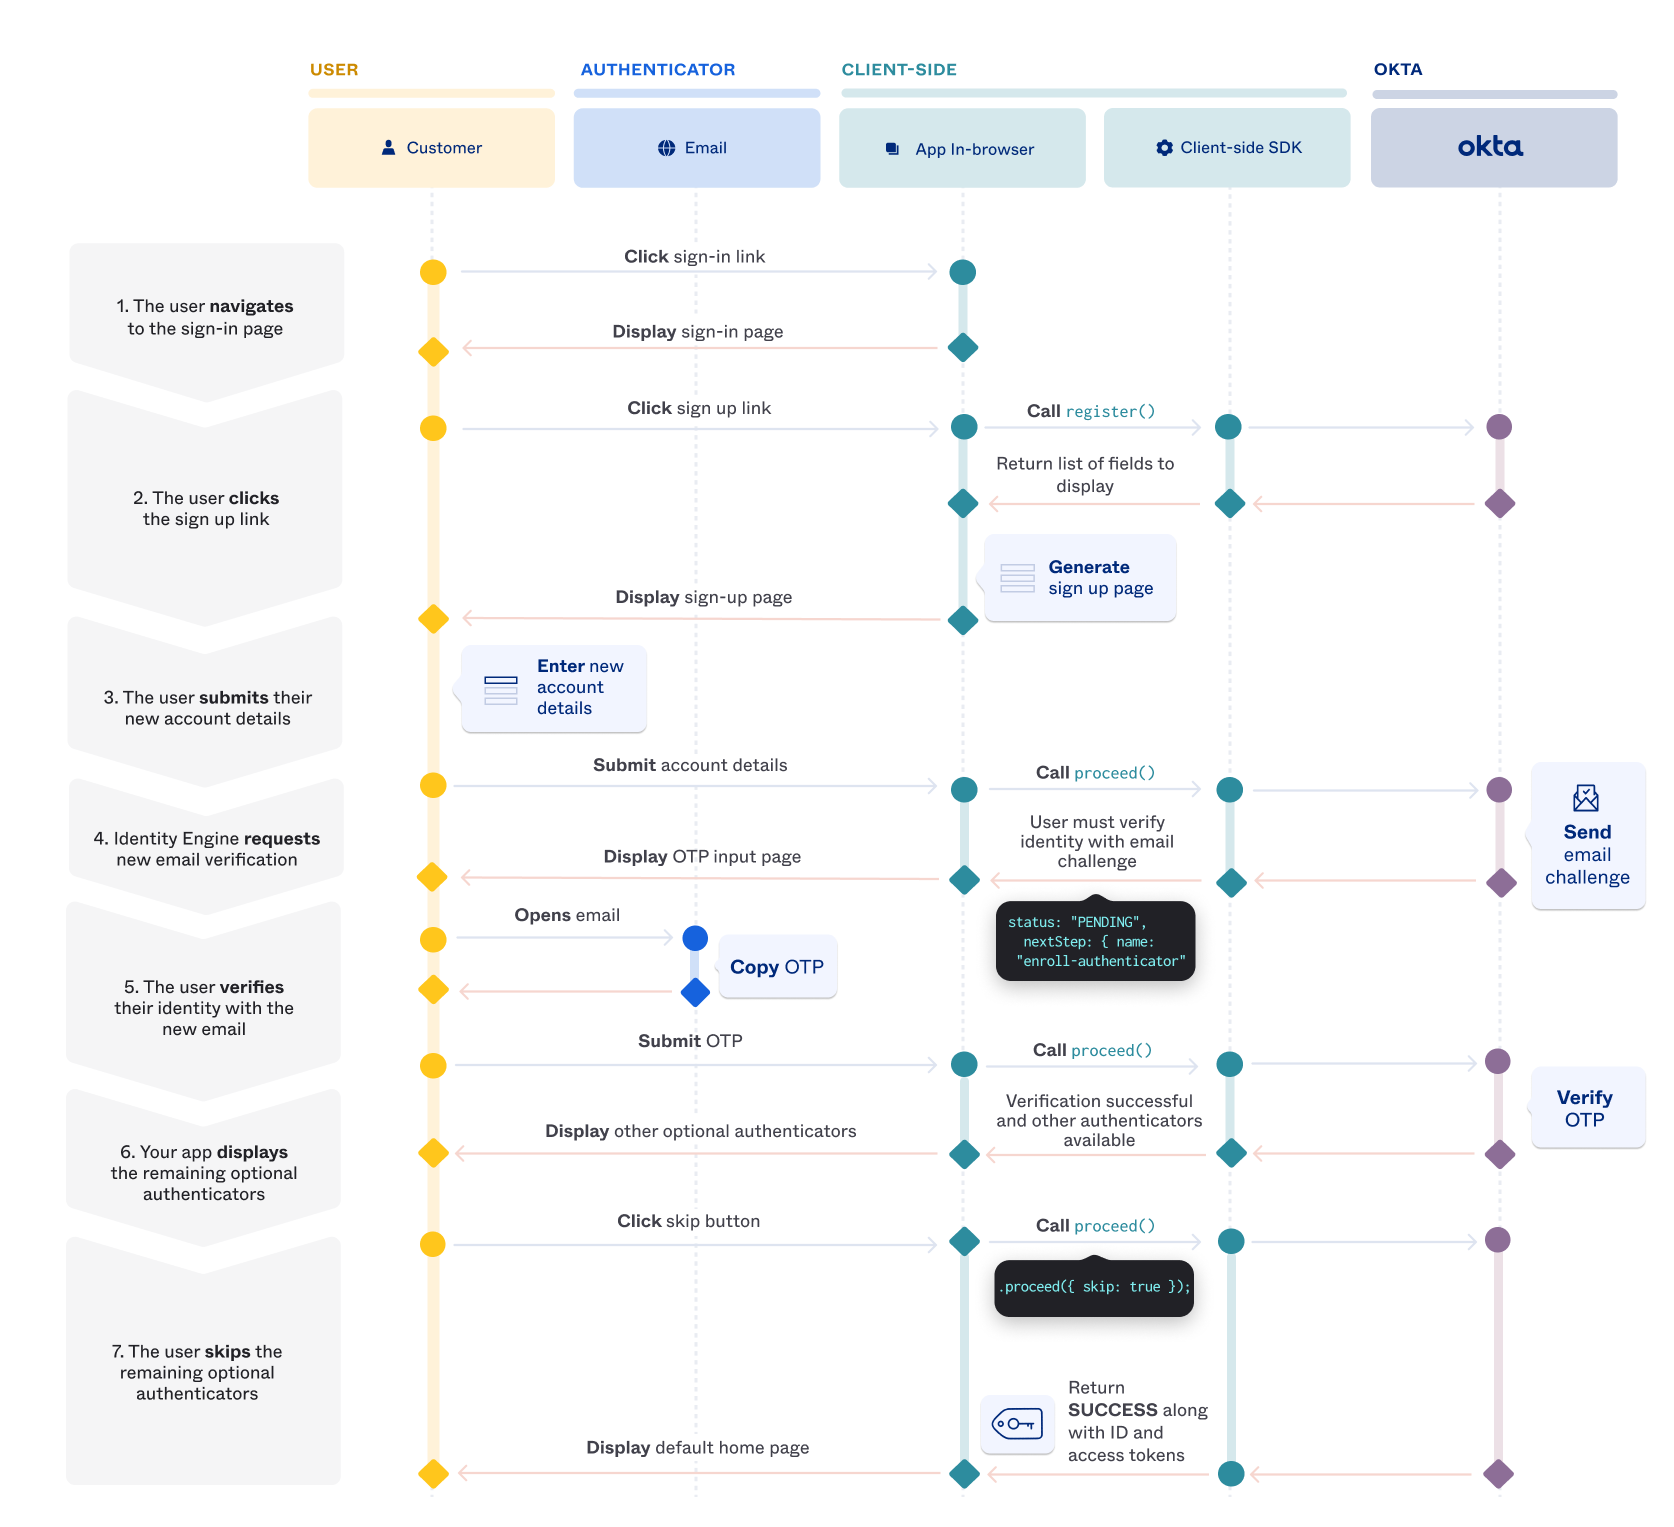 USER
AUTHENTICATOR
CLIENT-SIDE
OKTA
Customer
Email
App In-browser
Client-side SDK
okta
1. The user navigates
to the sign-in page
Click sign-in link
Display sign-in page
2. The user clicks
the sign up link
Click sign up link
Call register()
Return list of fields to
display
Generate
sign up page
Display sign-up page
3. The user submits their
new account details
Enter new
account
details
Submit account details
Call proceed()
4. Identity Engine requests
new email verification
User must verify
identity with email
challenge
Send
email
challenge
Display OTP input page
status: "PENDING",
nextStep: { name:
"enroll-authenticator"
5. The user verifies
their identity with the
new email
Opens email
Copy OTP
Submit OTP
Call proceed()
Verification successful
and other authenticators
available
Verify
OTP
6. Your app displays
the remaining optional
authenticators
Display other optional authenticators
7. The user skips the
remaining optional
authenticators
Click skip button
Call proceed()
.proceed({ skip: true });
Return
SUCCESS along
with ID and
access tokens
Display default home page